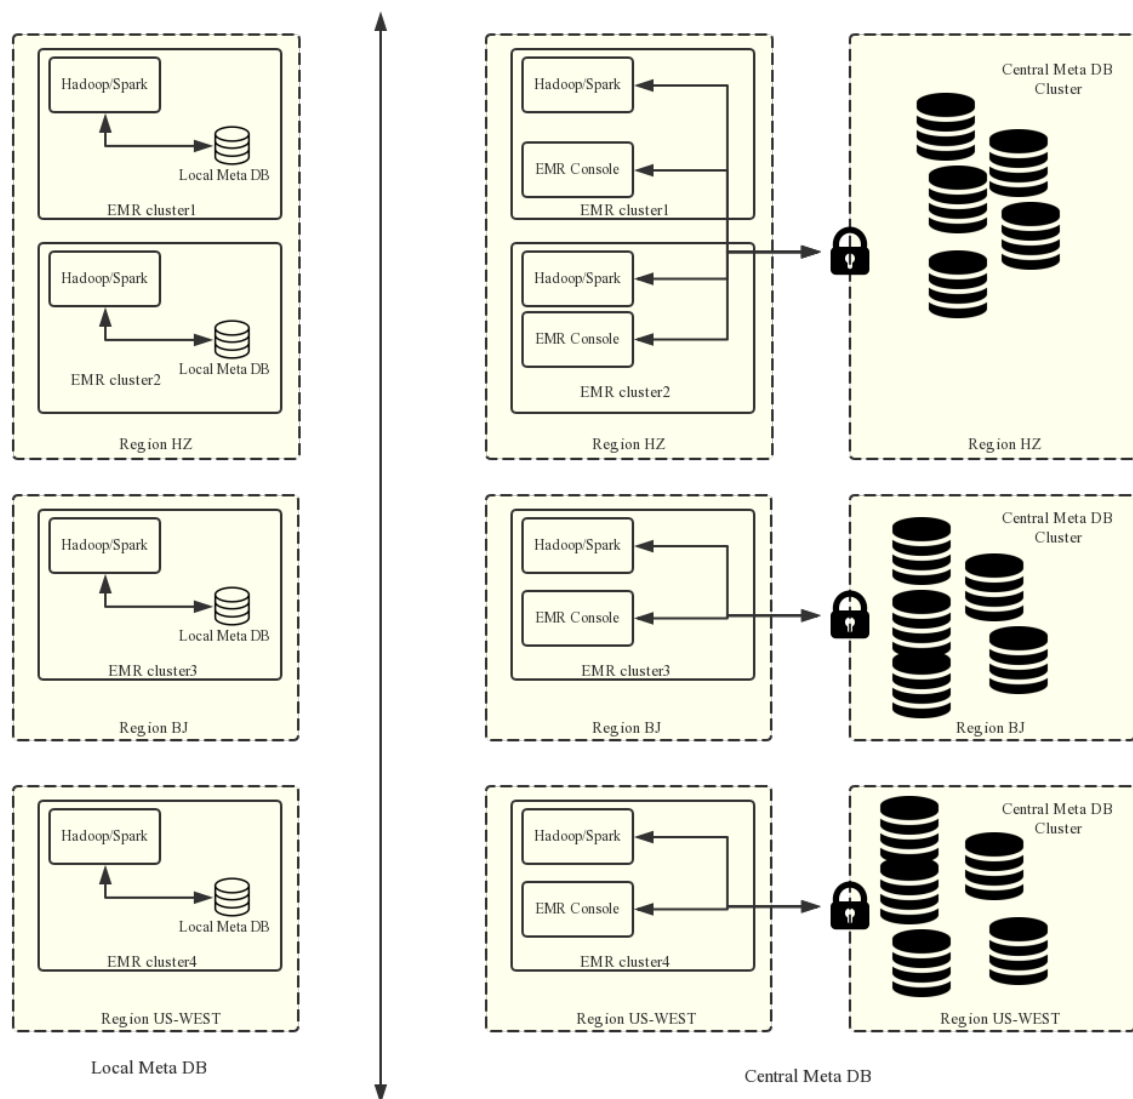 Hadoop/Spark
Local Meta DB
EMR cluster1
Hadoop/Spark
Local Meta DB
EMR cluster2
Region HZ
Hadoop/Spark
Local Meta DB
EMR cluster3
Region BJ
Hadoop/Spark
Local Meta DB
EMR cluster4
Region US-WEST
Local Meta DB
Hadoop/Spark
EMR Console
EMR cluster1
Hadoop/Spark
EMR Console
EMR cluster2
Region HZ
Central Meta DB
Cluster
Region HZ
Hadoop/Spark
EMR Console
EMR cluster3
Region BJ
Central Meta DB
Cluster
Region BJ
Hadoop/Spark
EMR Console
EMR cluster4
Region US-WEST
Central Meta DB
Cluster
Region US-WEST
Central Meta DB